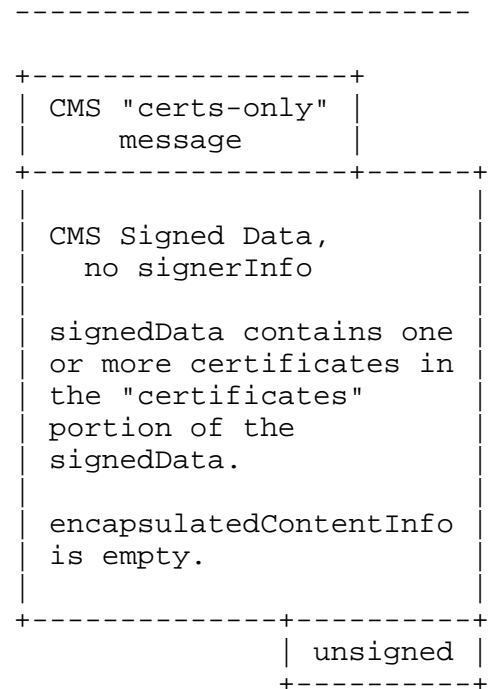 --------------------------
+------------------+
| CMS "certs-only" |
|     message      |
+------------------+------+
|                         |
| CMS Signed Data,        |
|   no signerInfo         |
|                         |
| signedData contains one |
| or more certificates in |
| the "certificates"      |
| portion of the          |
| signedData.             |
|                         |
| encapsulatedContentInfo |
| is empty.               |
|                         |
+--------------+----------+
               | unsigned |
               +----------+